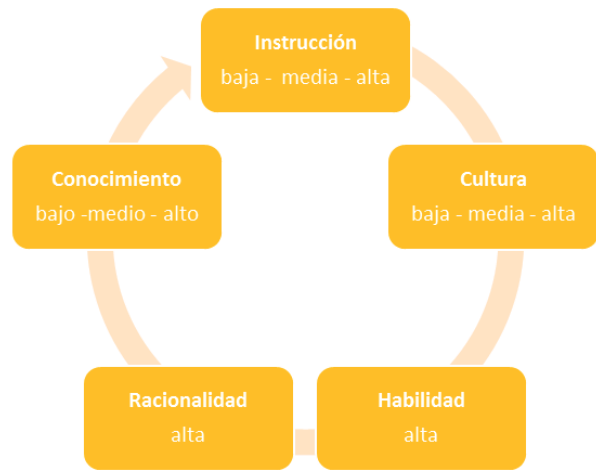 Instrucción
baja -  media - alta
Cultura
baja - media - alta
Habilidad
alta
Racionalidad
alta
Conocimiento
bajo -medio - alto